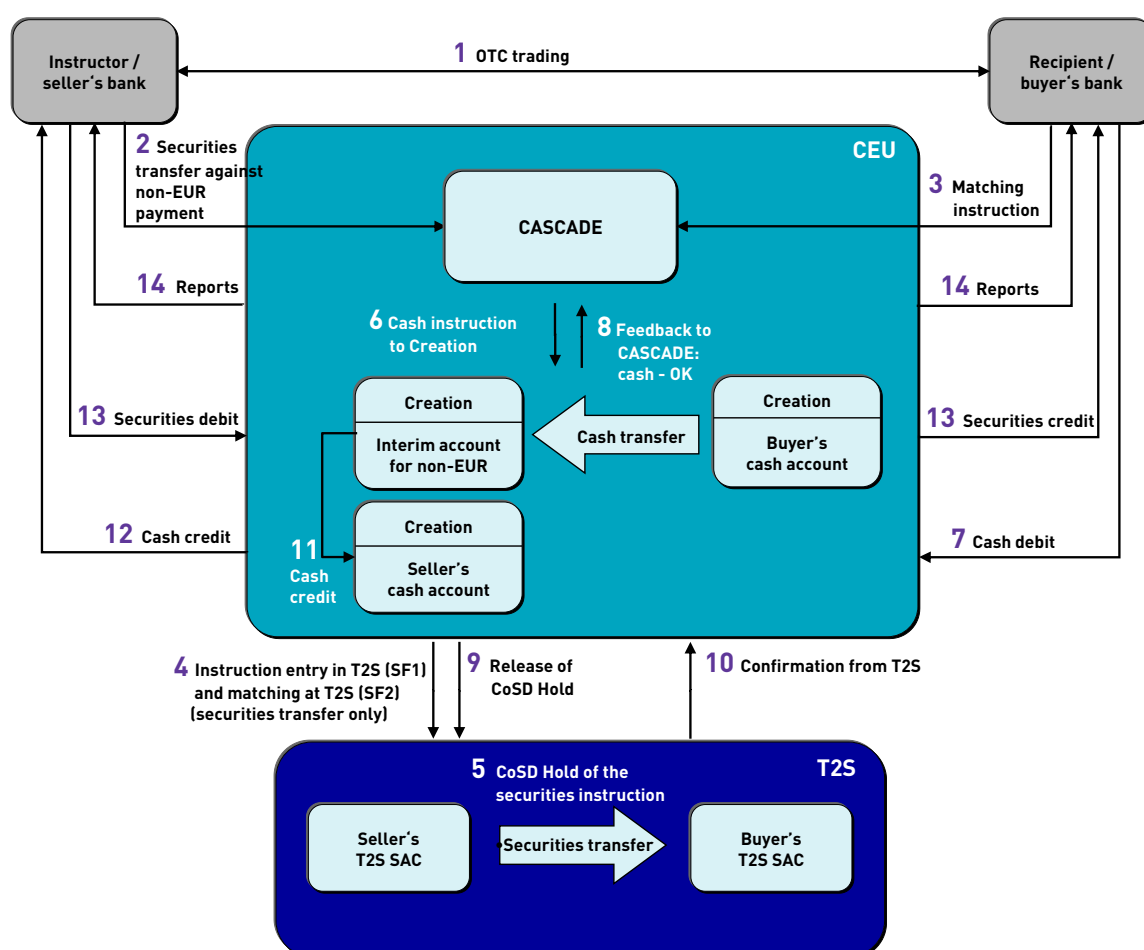 Instructor /
seller‘s bank
1 OTC trading
Recipient /
buyer's bank
2 Securities
transfer against
non-EUR
payment
CEU
3 Matching
instruction
CASCADE
14 Reports
14 Reports
6 Cash instruction
to Creation
8 Feedback to
CASCADE:
cash - OK
Creation
Interim account
for non-EUR
Cash transfer
Creation
Buyer's
cash account
13 Securities debit
13 Securities credit
12 Cash credit
11
Cash
credit
Creation
Seller's
cash account
7 Cash debit
4 Instruction entry in T2S (SF1)
and matching at T2S (SF2)
(securities transfer only)
9 Release of
CoSD Hold
10 Confirmation from T2S
T2S
5 CoSD Hold of the
securities instruction
Seller‘s
T2S SAC
•Securities transfer
Buyer's
T2S SAC